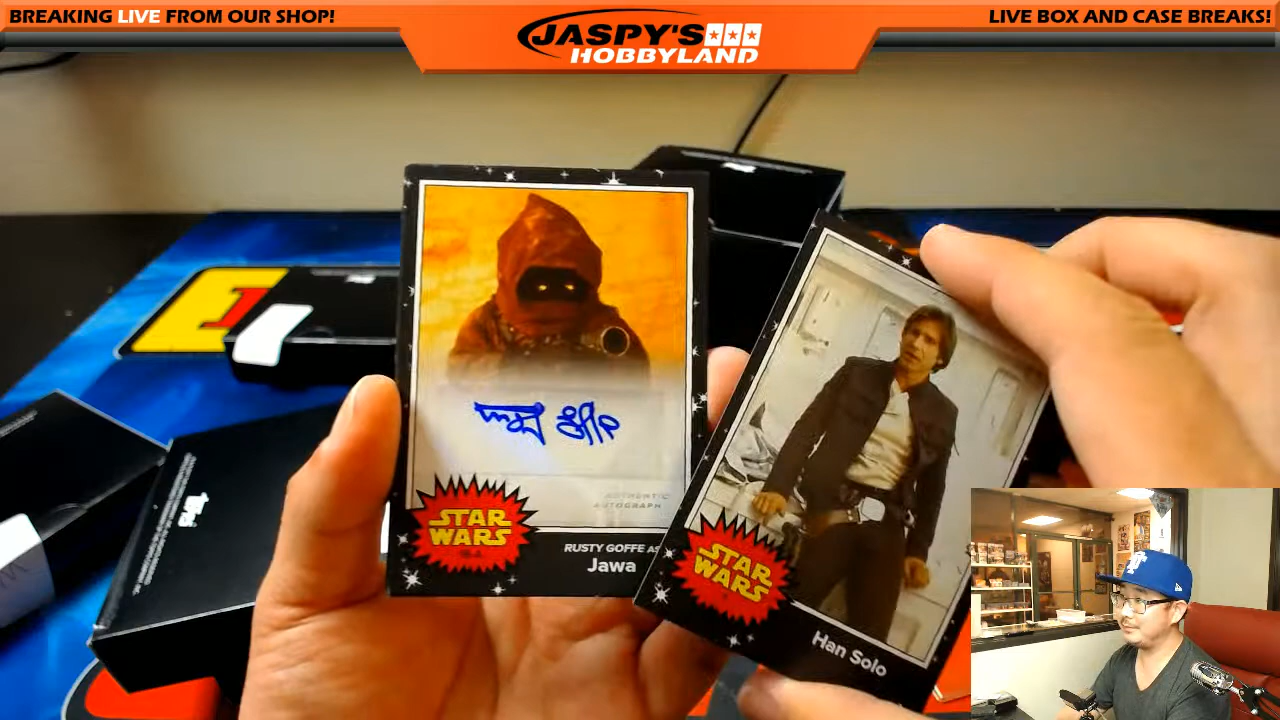 BREAKING LIVE FROM OUR SHOP!
JASPY'S
HOBBYLAND
LIVE BOX AND CASE BREAKS!
AUTHENTIC
AUTOGRAPH
STAR
WARS
RUSTY GOFFE AS
Jawa
STAR
WARS
Han Solo
topps